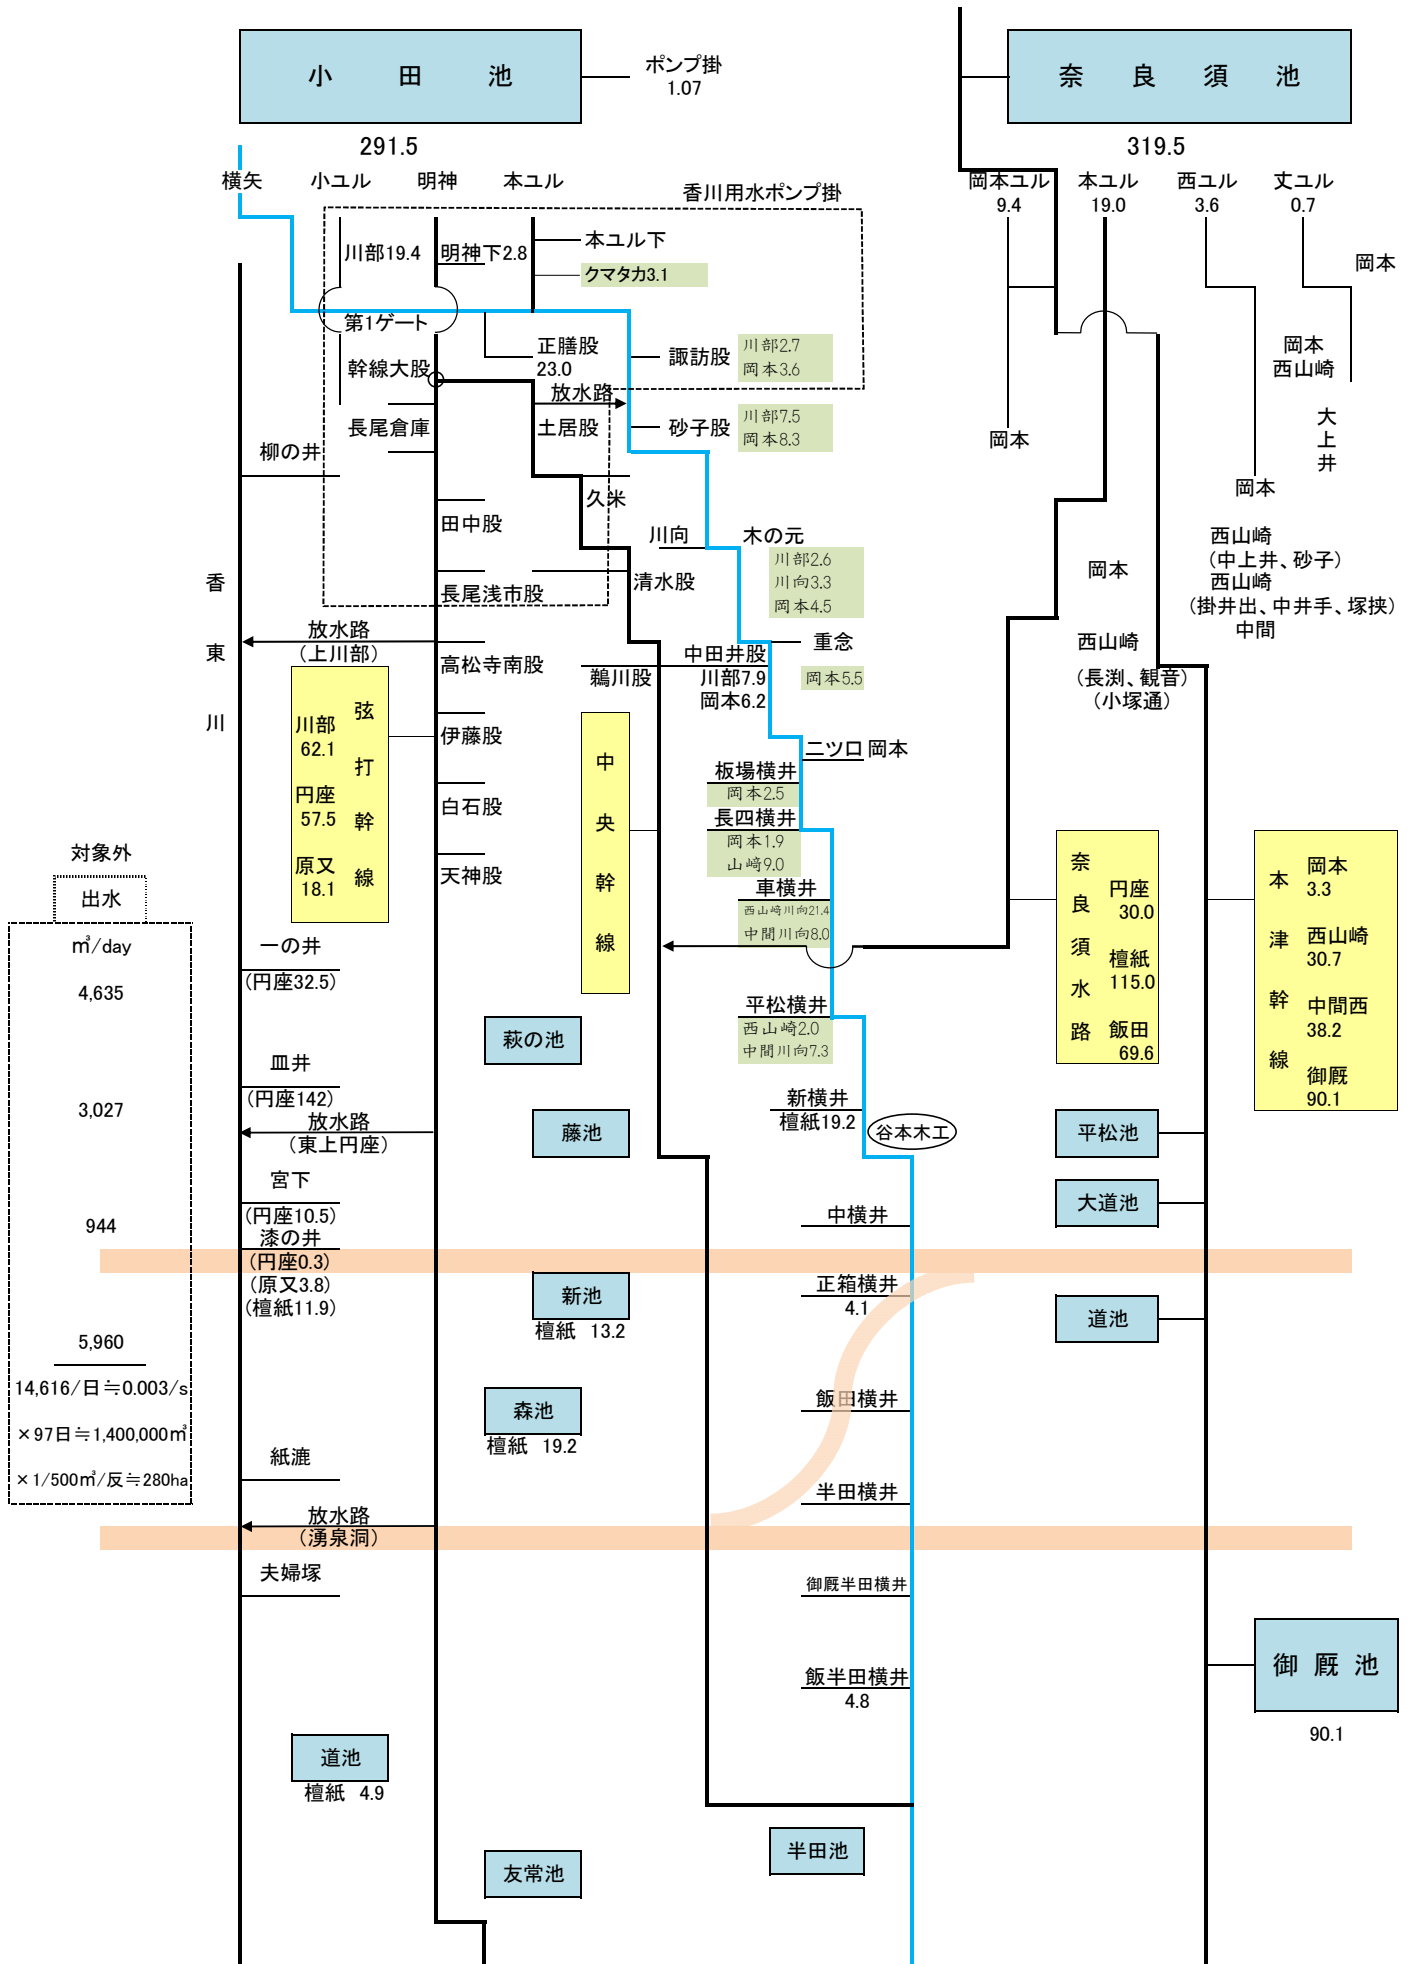 小田池
ポンプ掛
1.07
奈良須池
291.5
319.5
横矢
小ユル
明神
本ユル
香川用水ポンプ掛
岡本ユル
9.4
本ユル
19.0
西ユル
3.6
丈ユル
0.7
川部19.4
明神下2.8
本ユル下
クマタカ3.1
岡本
第1ゲート
正膳股
23.0
諏訪股
川部2.7
岡本3.6
岡本
西山崎
幹線大股
放水路
長尾倉庫
土居股
砂子股
川部7.5
岡本8.3
岡本
大上井
柳の井
久米
岡本
田中股
川向
木の元
川部2.6
川向3.3
岡本4.5
西山崎
(中上井、砂子)
西山崎
(掛井出、中井手、塚挟)
中間
岡本
香東川
長尾浅市股
清水股
放水路
(上川部)
高松寺南股
鵜川股
中田井股
川部7.9
岡本6.2
重念
岡本5.5
西山崎
(長渕、観音)
(小塚通)
弦打幹線
川部
62.1
円座
57.5
原又
18.1
伊藤股
中央幹線
二ツ口
岡本
板場横井
岡本2.5
白石股
長四横井
岡本1.9
山崎9.0
天神股
車横井
西山崎川向21.4
中間川向8.0
奈良須水路
円座
30.0
檀紙
115.0
飯田
69.6
本津幹線
岡本
3.3
西山崎
30.7
中間西
38.2
御厩
90.1
対象外
出水
㎥/day
4,635
3,027
944
5,960
14,616/日≒0.003/s
×97日≒1,400,000㎥
×1/500㎥/反≒280ha
一の井
(円座32.5)
平松横井
西山崎2.0
中間川向7.3
萩の池
皿井
(円座142)
放水路
(東上円座)
藤池
新横井
檀紙19.2
谷本木工
平松池
宮下
(円座10.5)
大道池
中横井
漆の井
(円座0.3)
(原又3.8)
(檀紙11.9)
新池
檀紙 13.2
正箱横井
4.1
道池
森池
檀紙 19.2
飯田横井
紙漉
半田横井
放水路
(湧泉洞)
夫婦塚
御厩半田横井
御厩池
90.1
飯半田横井
4.8
道池
檀紙 4.9
半田池
友常池